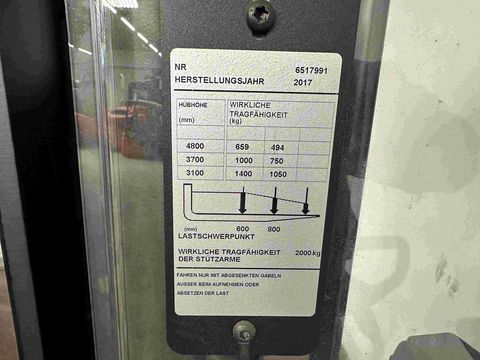 NR 6517991
HERSTELLUNGSJAHR 2017
HUBHÖHE WIRKLICHE
TRAGFÄHIGKEIT
(mm) (kg)
4800 659 494
3700 1000 750
3100 1400 1050
(mm) 600 800
LASTSCHWERPUNKT
WIRKLICHE TRAGFÄHIGKEIT 2000 kg
DER STÜTZARME
FAHREN NUR MIT ABGESENKTEN GABELN
AUSSER BEIM AUFNEHMEN ODER
ABSETZEN DER LAST